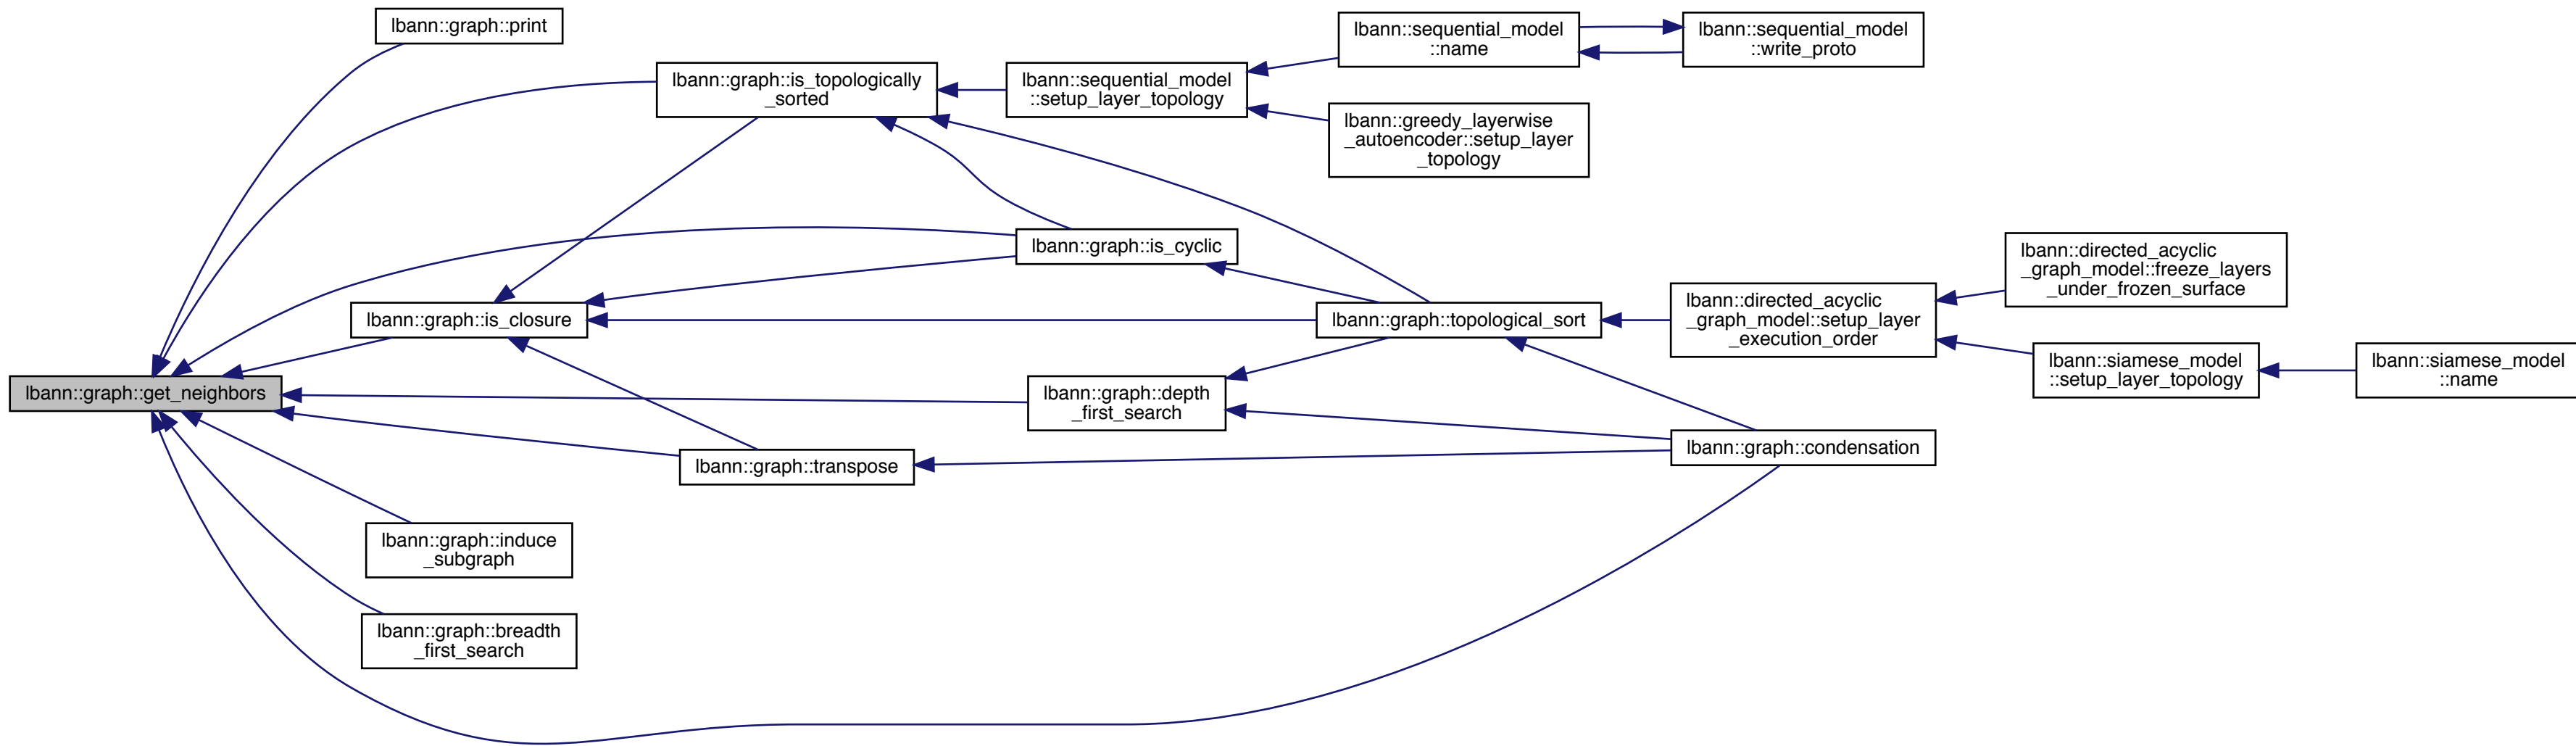 lbann::graph::print
lbann::sequential_model
::name
lbann::sequential_model
::write_proto
lbann::graph::is_topologically
_sorted
lbann::sequential_model
::setup_layer_topology
lbann::greedy_layerwise
_autoencoder::setup_layer
_topology
lbann::graph::is_cyclic
lbann::directed_acyclic
_graph_model::freeze_layers
_under_frozen_surface
lbann::graph::is_closure
lbann::graph::topological_sort
lbann::directed_acyclic
_graph_model::setup_layer
_execution_order
lbann::siamese_model
::setup_layer_topology
lbann::siamese_model
::name
lbann::graph::get_neighbors
lbann::graph::depth
_first_search
lbann::graph::condensation
lbann::graph::transpose
lbann::graph::induce
_subgraph
lbann::graph::breadth
_first_search